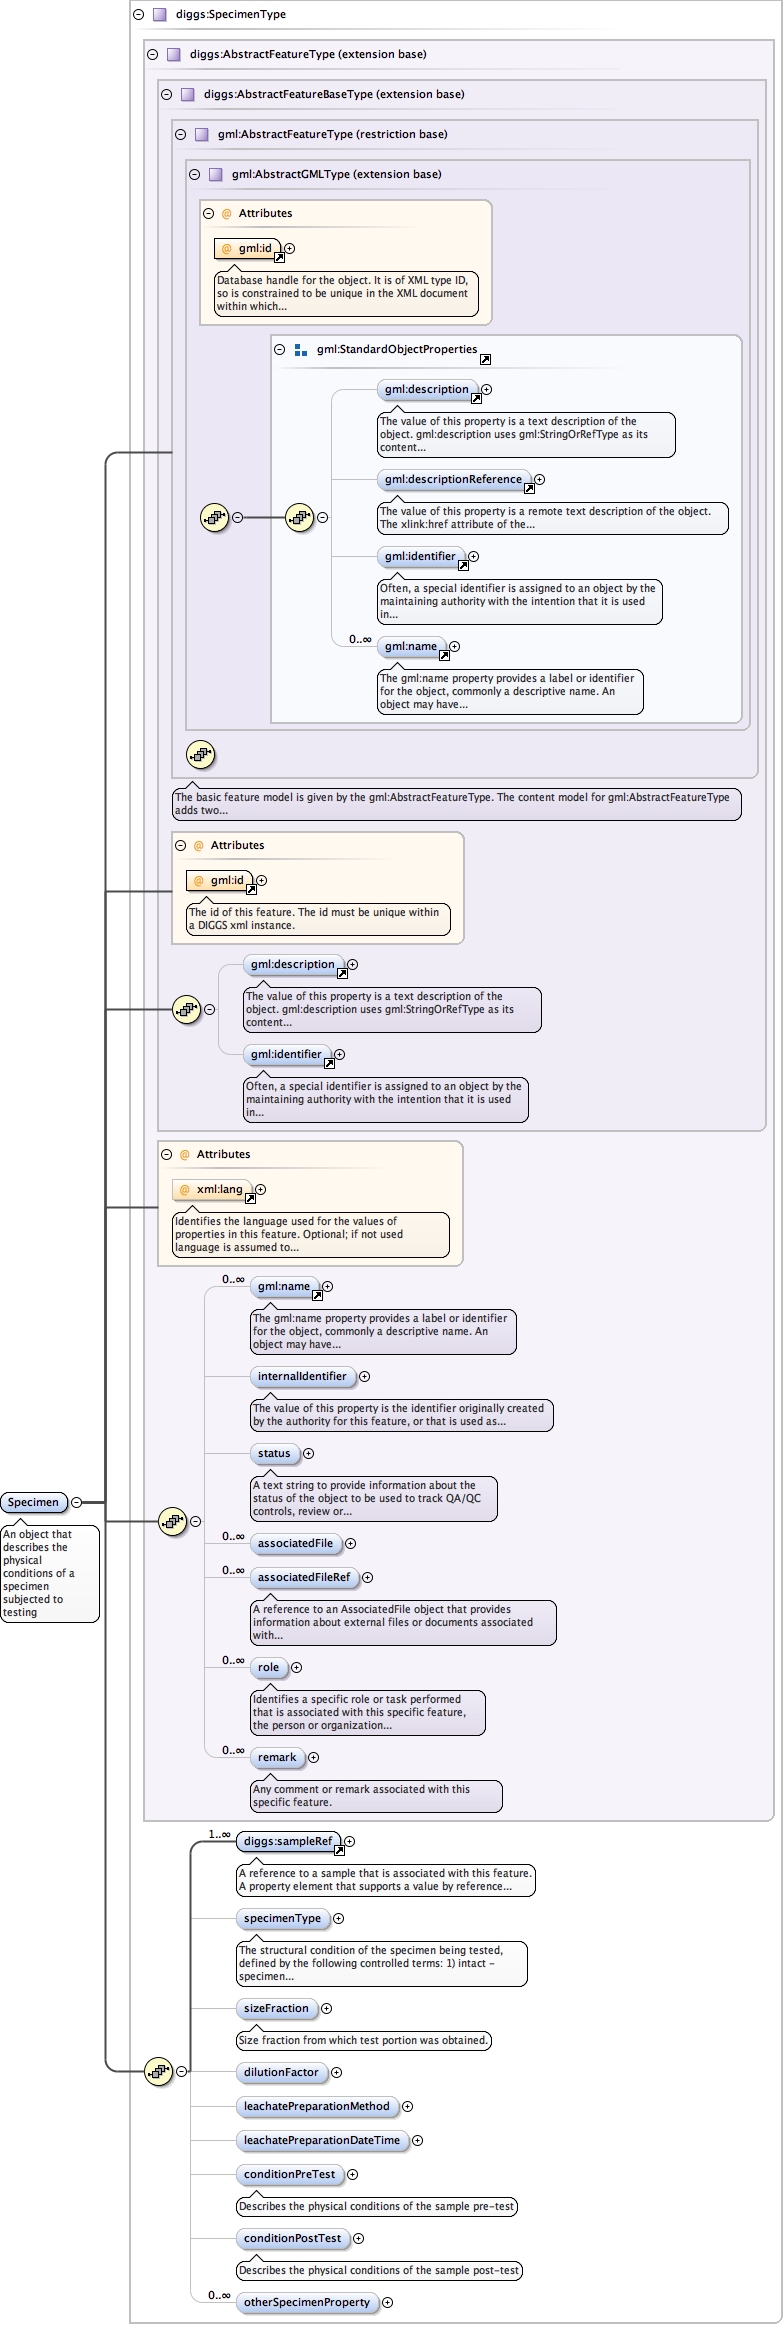 diggs:SpecimenType
diggs:AbstractFeatureType (extension base)
diggs:AbstractFeatureBaseType (extension base)
gml:AbstractFeatureType (restriction base)
gml:AbstractGMLType (extension base)
@ Attributes
@ gml:id
Database handle for the object. It is of XML type ID,
so is constrained to be unique in the XML document
within which...
gml:StandardObjectProperties
gml:description
The value of this property is a text description of the
object. gml:description uses gml:StringOrRefType as its
content...
gml:descriptionReference
The value of this property is a remote text description of the object.
The xlink:href attribute of the...
gml:identifier
Often, a special identifier is assigned to an object by the
maintaining authority with the intention that it is used
in...
0..∞
gml:name
The gml:name property provides a label or identifier
for the object, commonly a descriptive name. An
object may have...
The basic feature model is given by the gml:AbstractFeatureType. The content model for gml:AbstractFeatureType
adds two...
@ Attributes
@ gml:id
The id of this feature. The id must be unique within
a DIGGS xml instance.
gml:description
The value of this property is a text description of the
object. gml:description uses gml:StringOrRefType as its
content...
gml:identifier
Often, a special identifier is assigned to an object by the
maintaining authority with the intention that it is used
in...
@ Attributes
@ xml:lang
Identifies the language used for the values of
properties in this feature. Optional; if not used
language is assumed to...
0..∞
gml:name
The gml:name property provides a label or identifier
for the object, commonly a descriptive name. An
object may have...
internalIdentifier
The value of this property is the identifier originally created
by the authority for this feature, or that is used as...
status
A text string to provide information about the
status of the object to be used to track QA/QC
controls, review or...
Specimen
An object that
describes the
physical
conditions of a
specimen
subjected to
testing
0..∞
associatedFile
0..∞
associatedFileRef
A reference to an AssociatedFile object that provides
information about external files or documents associated
with...
0..∞
role
Identifies a specific role or task performed
that is associated with this specific feature,
the person or organization...
0..∞
remark
Any comment or remark associated with this
specific feature.
1..∞
diggs:sampleRef
A reference to a sample that is associated with this feature.
A property element that supports a value by reference...
specimenType
The structural condition of the specimen being tested,
defined by the following controlled terms: 1) intact -
specimen...
sizeFraction
Size fraction from which test portion was obtained.
dilutionFactor
leachatePreparationMethod
leachatePreparationDateTime
conditionPreTest
Describes the physical conditions of the sample pre-test
conditionPostTest
Describes the physical conditions of the sample post-test
0..∞
otherSpecimenProperty